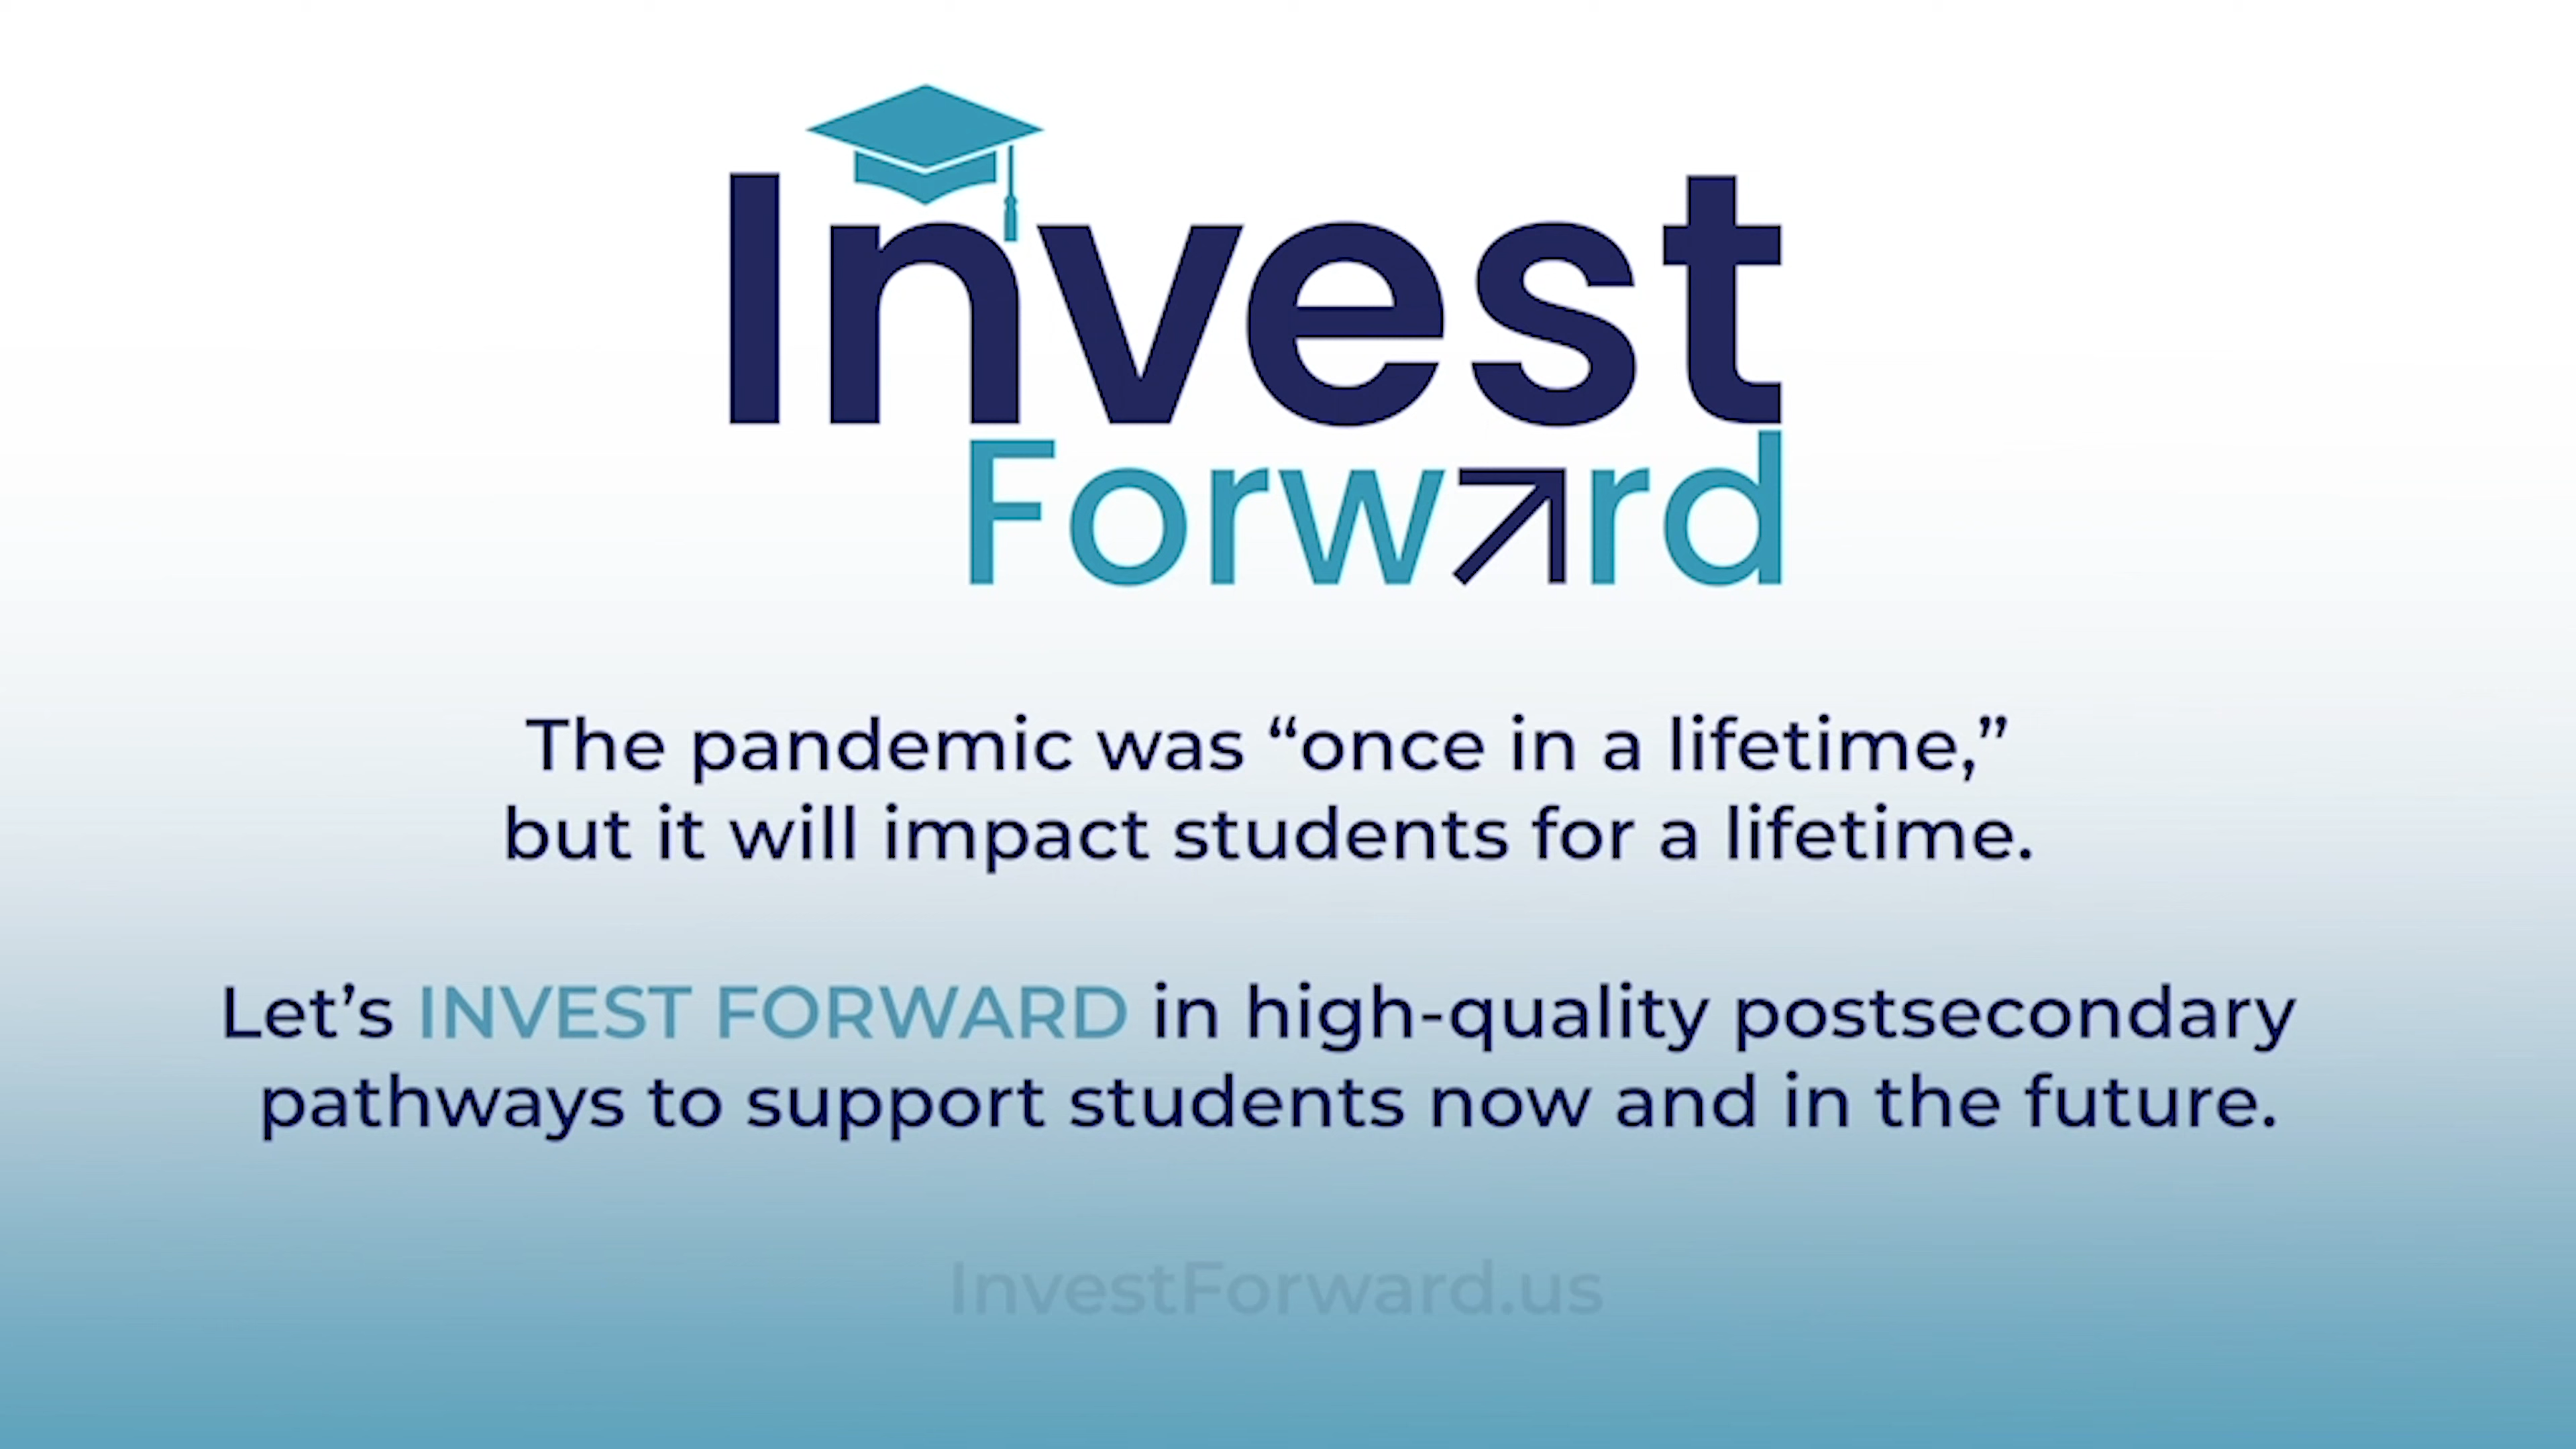 Invest
Forward
The pandemic was “once in a lifetime,”
but it will impact students for a lifetime.
Let’s INVEST FORWARD in high-quality postsecondary
pathways to support students now and in the future.
InvestForward.us